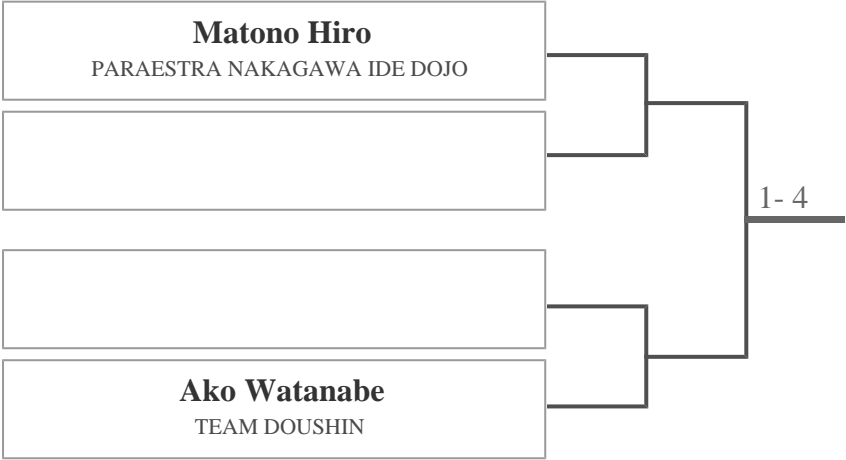 Matono Hiro
PARAESTRA NAKAGAWA IDE DOJO
1- 4
Ako Watanabe
TEAM DOUSHIN